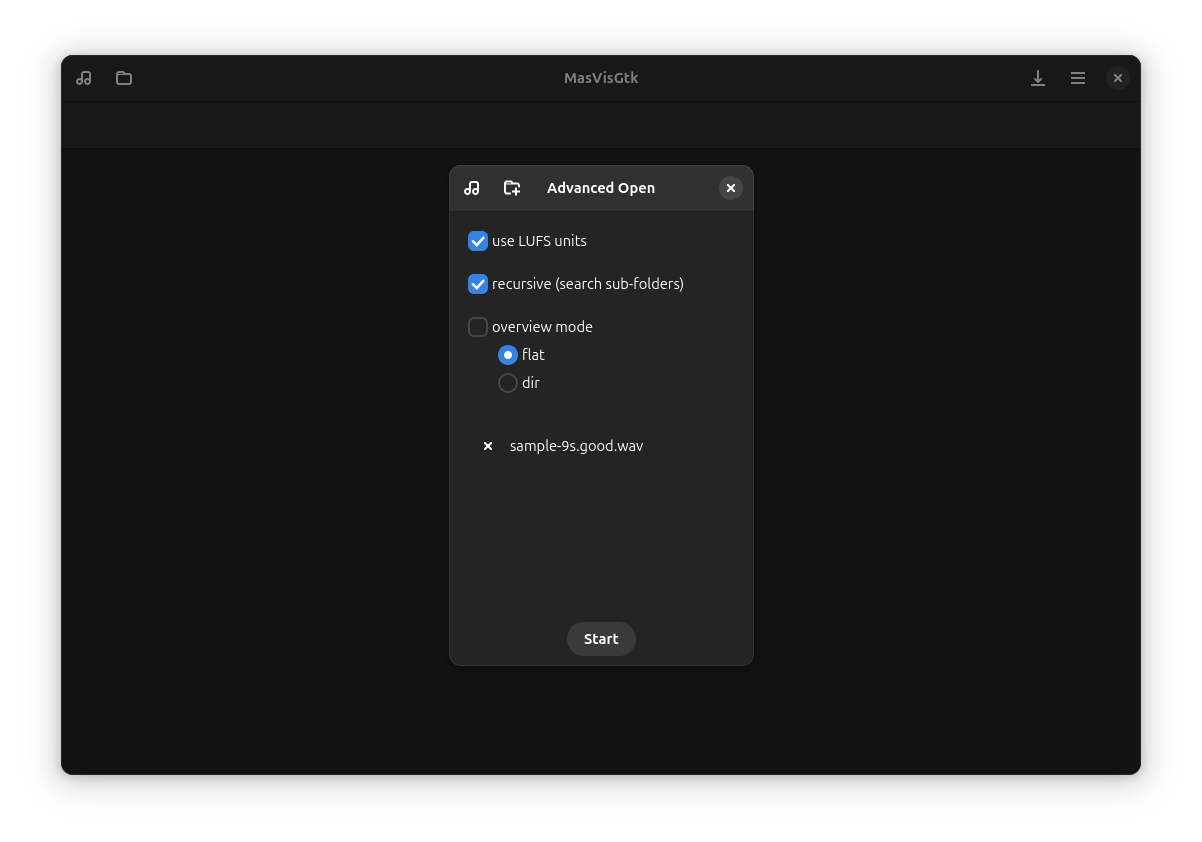 MasVisGtk
Advanced Open
use LUFS units
recursive (search sub-folders)
overview mode
flat
dir
sample-9s.good.wav
Start